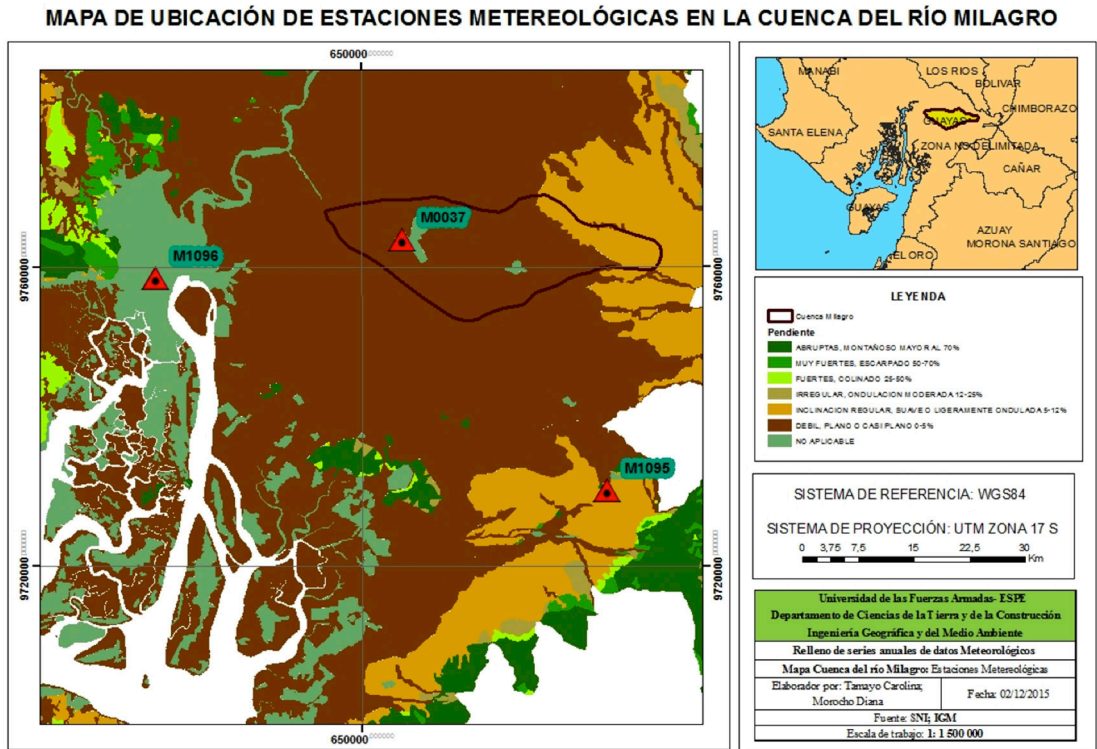 MAPA DE UBICACIÓN DE ESTACIONES METEREOLÓGICAS EN LA CUENCA DEL RÍO MILAGRO
650000
9760000
9720000
M0037
M1096
M1095
9760000
9720000
650000
MANABI
LOS RIOS
BOLIVAR
CHIMBORAZO
GUAYAS
SANTA ELENA
ZONA NO DELIMITADA
CAÑAR
GUAYAS
AZUAY
MORONA SANTIAGO
EL ORO
LEYENDA
Cuenca Milagro
Pendiente
ABRUPTAS, MONTAÑOSO MAYOR AL 70%
MUY FUERTES, ESCARPADO 50-70%
FUERTES, COLINADO 25-50%
IRREGULAR, ONDULACION MODERADA 12-25%
INCLINACION REGULAR, SUAVE O LIGERAMENTE ONDULADA 5-12%
DEBIL, PLANO O CASI PLANO 0-5%
NO APLICABLE
SISTEMA DE REFERENCIA: WGS84
SISTEMA DE PROYECCIÓN: UTM ZONA 17 S
0 3,75 7,5 15 22,5 30
Km
Universidad de las Fuerzas Armadas- ESPE
Departamento de Ciencias de la Tierra y de la Construcción
Ingeniería Geográfica y del Medio Ambiente
Relleno de series anuales de datos Meteorológicos
Mapa Cuenca del río Milagro: Estaciones Metereológicas
Elaborador por: Tamayo Carolina;
Morocho Diana
Fecha: 02/12/2015
Fuente: SNI; IGM
Escala de trabajo: 1: 1 500 000